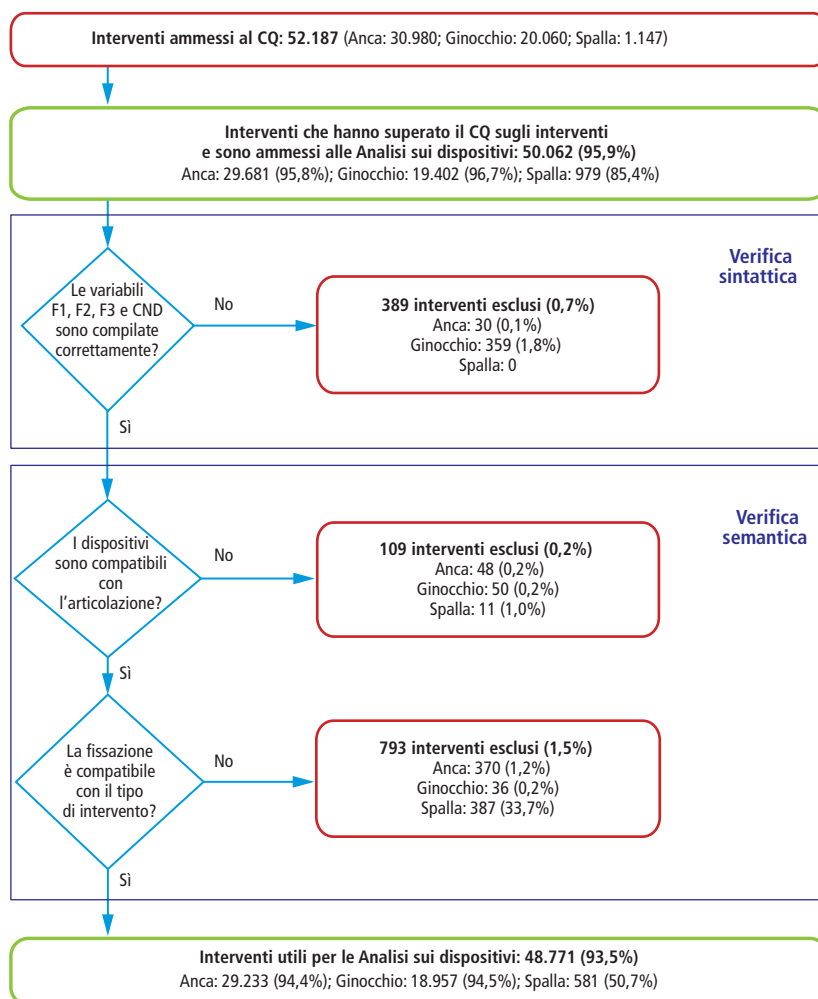 Interventi ammessi al CQ: 52.187 (Anca: 30.980; Ginocchio: 20.060; Spalla: 1.147)
Interventi che hanno superato il CQ sugli interventi
e sono ammessi alle Analisi sui dispositivi: 50.062 (95,9%)
Anca: 29.681 (95,8%); Ginocchio: 19.402 (96,7%); Spalla: 979 (85,4%)
Verifica
sintattica
Le variabili
F1, F2, F3 e CND
sono compilate
correttamente?
No
389 interventi esclusi (0,7%)
Anca: 30 (0,1%)
Ginocchio: 359 (1,8%)
Spalla: 0
Sì
Verifica
semantica
I dispositivi
sono compatibili
con
l'articolazione?
No
109 interventi esclusi (0,2%)
Anca: 48 (0,2%)
Ginocchio: 50 (0,2%)
Spalla: 11 (1,0%)
Sì
La fissazione
è compatibile
con il tipo
di intervento?
No
793 interventi esclusi (1,5%)
Anca: 370 (1,2%)
Ginocchio: 36 (0,2%)
Spalla: 387 (33,7%)
Sì
Interventi utili per le Analisi sui dispositivi: 48.771 (93,5%)
Anca: 29.233 (94,4%); Ginocchio: 18.957 (94,5%); Spalla: 581 (50,7%)